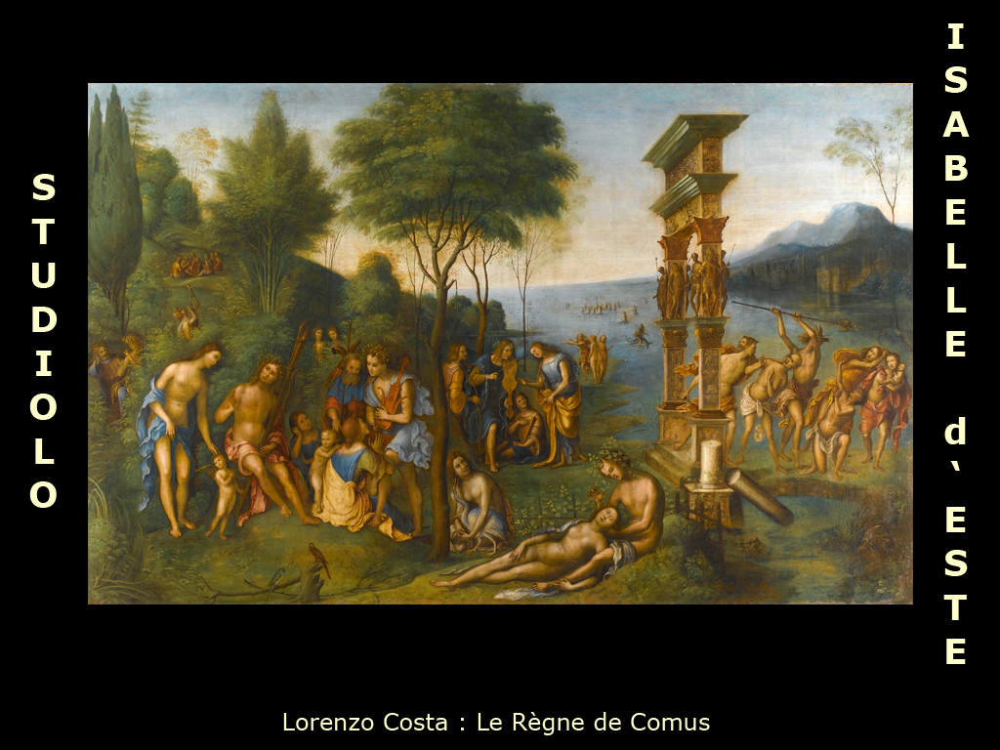 STUDIOLO
ISABELLE d`ESTE
Lorenzo Costa : Le Règne de Comus